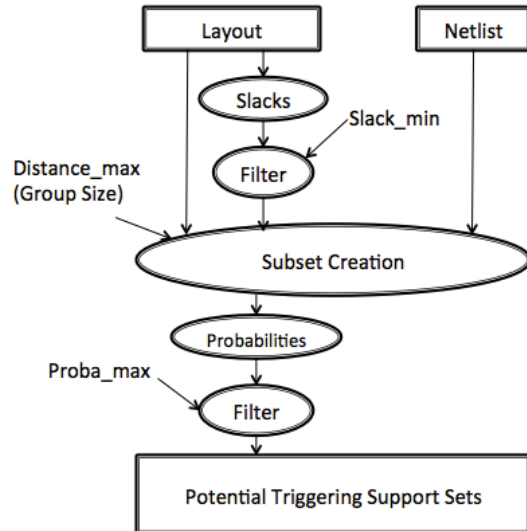 Layout
Netlist
Slacks
Slack_min
Filter
Distance_max
(Group Size)
Subset Creation
Probabilities
Proba_max
Filter
Potential Triggering Support Sets